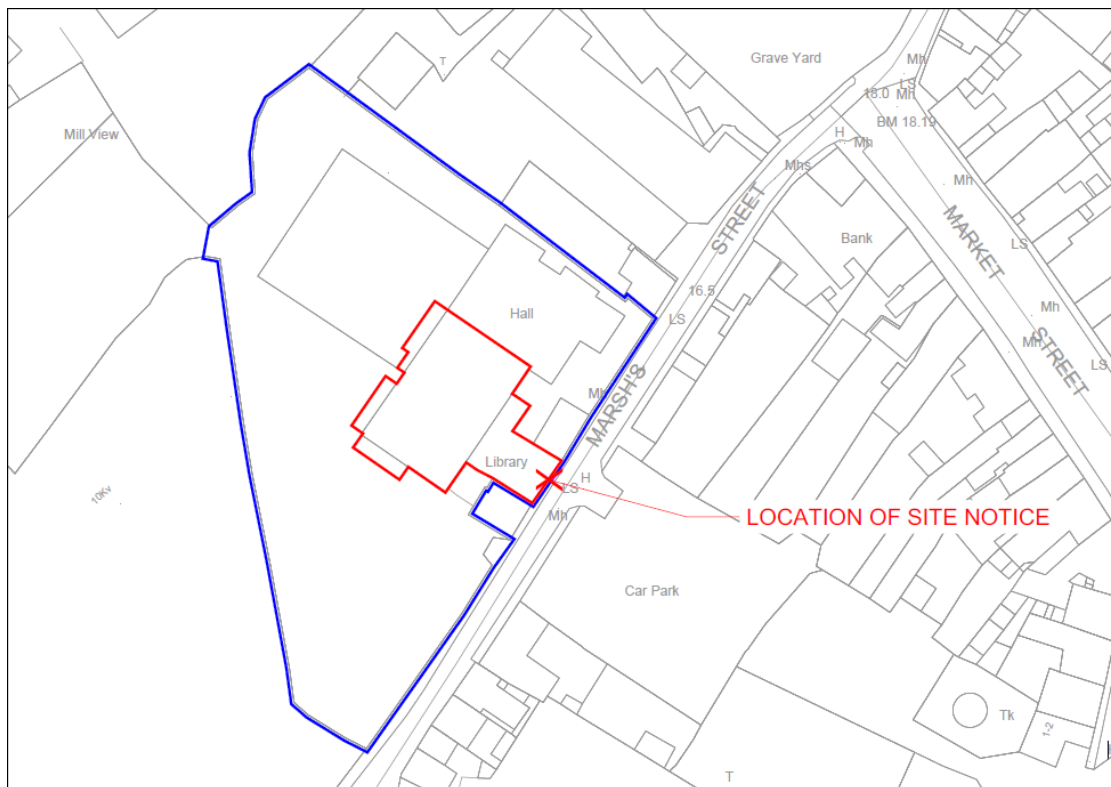 Grave Yard
Mh
LS
18.0
Mh
BM 18.19
T
Mill View
H
Mh
Mhs
Mh
STREET
MARKET
STREET
Bank
LS
16.5
Hall
LS
Mh
Mh
LS
MARSH'S
Mh
Library
H
LS
Mh
LOCATION OF SITE NOTICE
10Kv
Car Park
Tk
1-2
T